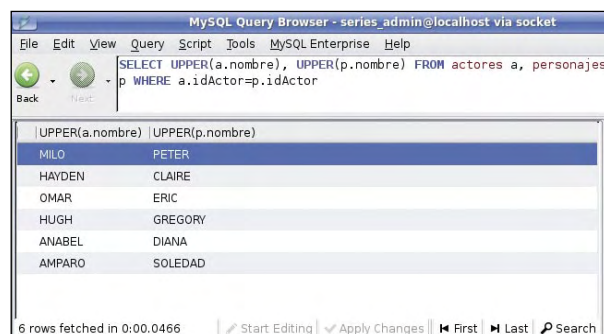 MySQL Query Browser - series_admin@localhost via socket
File Edit View Query Script Tools MySQL Enterprise Help
SELECT UPPER(a.nombre), UPPER(p.nombre) FROM actores a, personajes
p WHERE a.idActor=p.idActor
Back Next
UPPER(a.nombre) UPPER(p.nombre)
MILO PETER
HAYDEN CLAIRE
OMAR ERIC
HUGH GREGORY
ANABEL DIANA
AMPARO SOLEDAD
6 rows fetched in 0:00.0466 Start Editing Apply Changes First Last Search